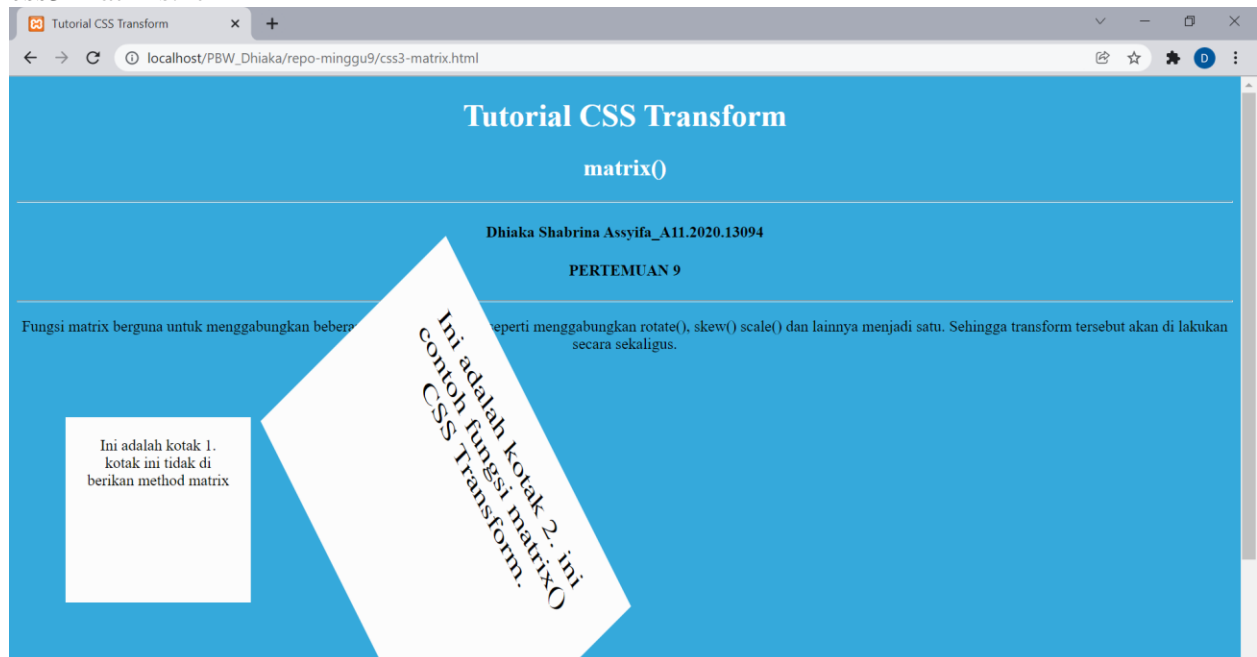 Tutorial CSS Transform
localhost/PBW_Dhiaka/repo-minggu9/css3-matrix.html
D
Tutorial CSS Transform
matrix()
Dhiaka Shabrina Assyifa_A11.2020.13094
PERTEMUAN 9
Fungsi matrix berguna untuk menggabungkan seperti menggabungkan rotate(), skew() scale() dan lainnya menjadi satu. Sehingga transform tersebut akan di lakukan
secara sekaligus.
Ini adalah kotak 1.
kotak ini tidak di
berikan method matrix
Ini adalah kotak 2. ini
contoh fungsi matrix()
CSS Transform.